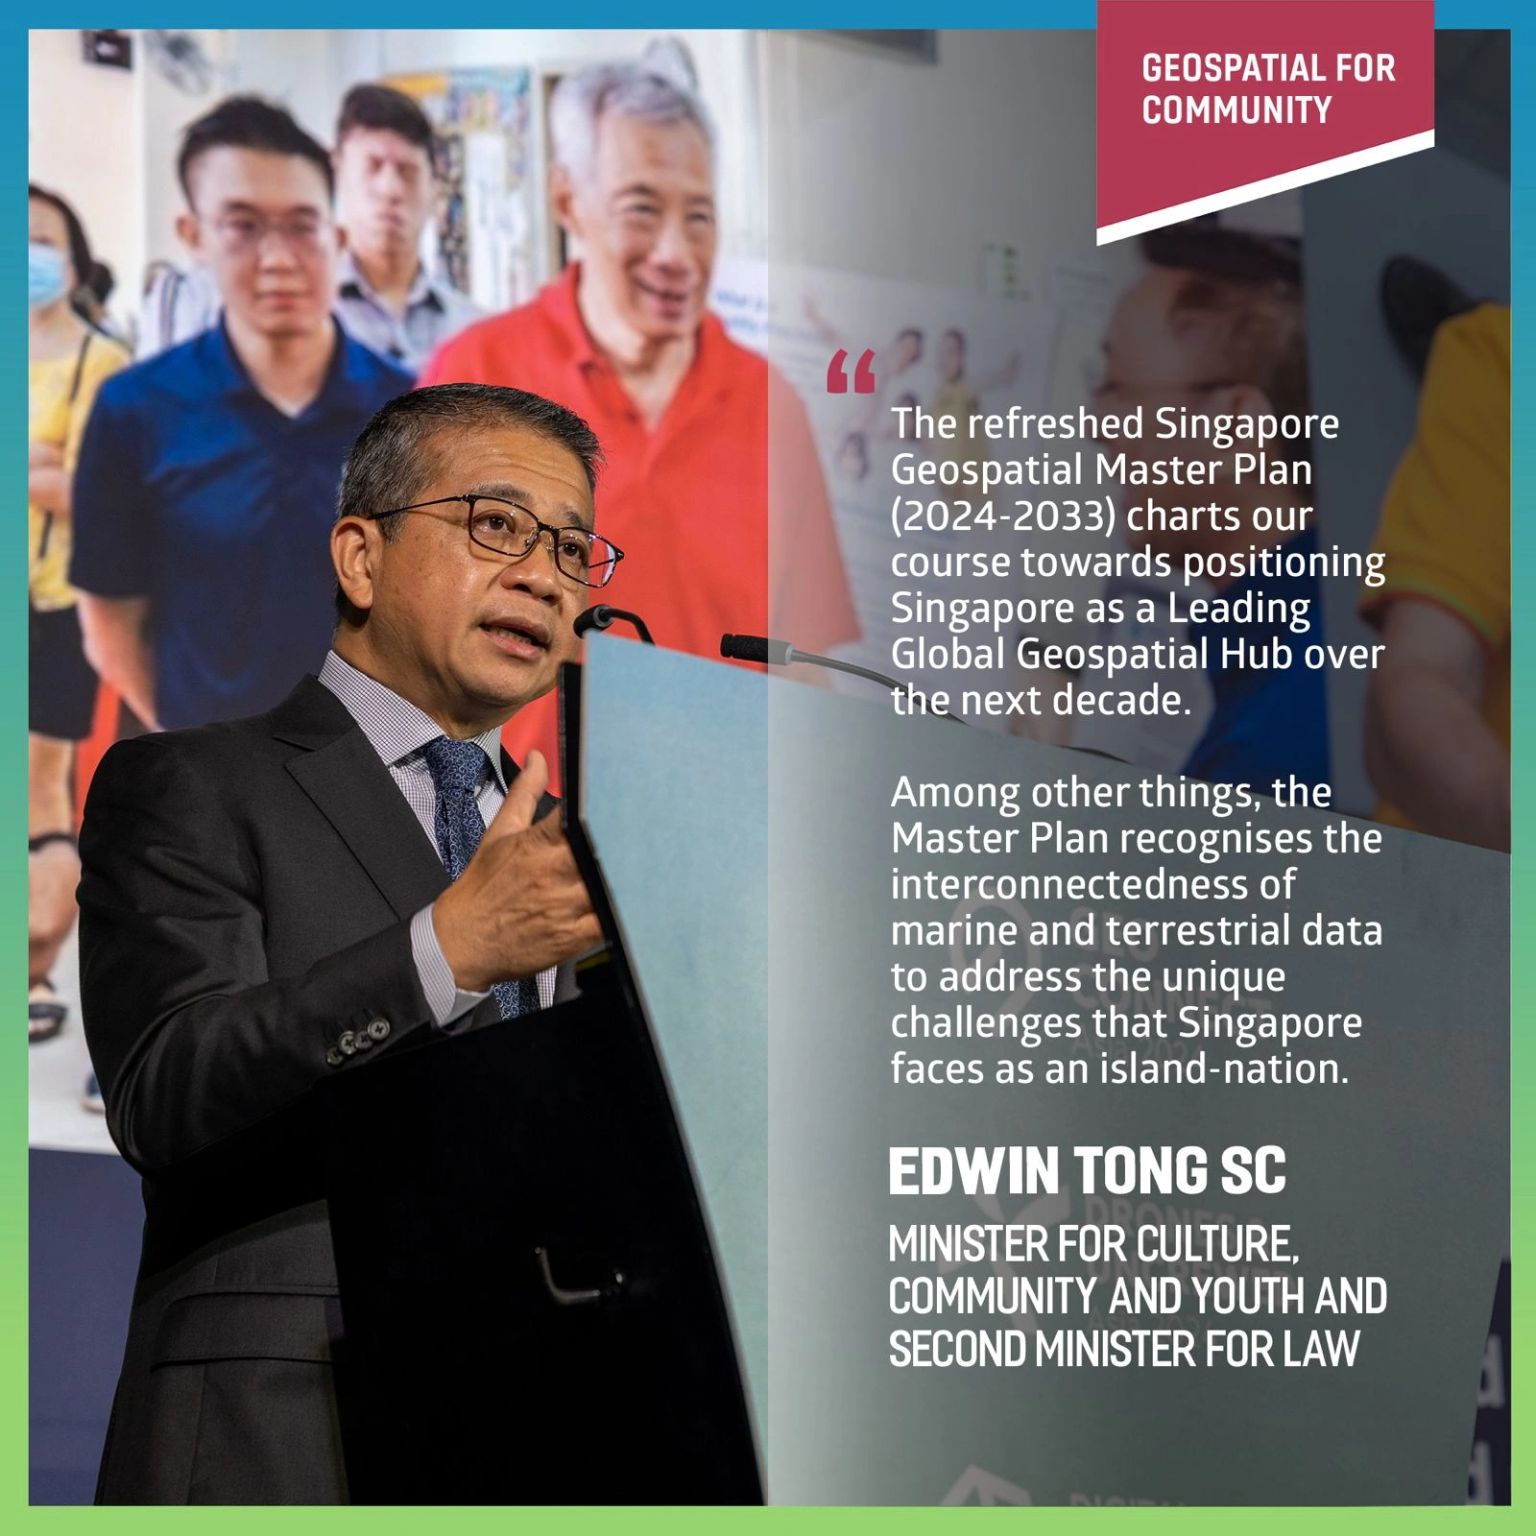 GEOSPATIAL FOR
COMMUNITY
“
The refreshed Singapore
Geospatial Master Plan
(2024-2033) charts our
course towards positioning
Singapore as a Leading
Global Geospatial Hub over
the next decade.
Among other things, the
Master Plan recognises the
interconnectedness of
marine and terrestrial data
to address the unique
challenges that Singapore
faces as an island-nation.
GEO
CONNECT
EDWIN TONG SC
MINISTER FOR CULTURE,
COMMUNITY AND YOUTH AND
SECOND MINISTER FOR LAW